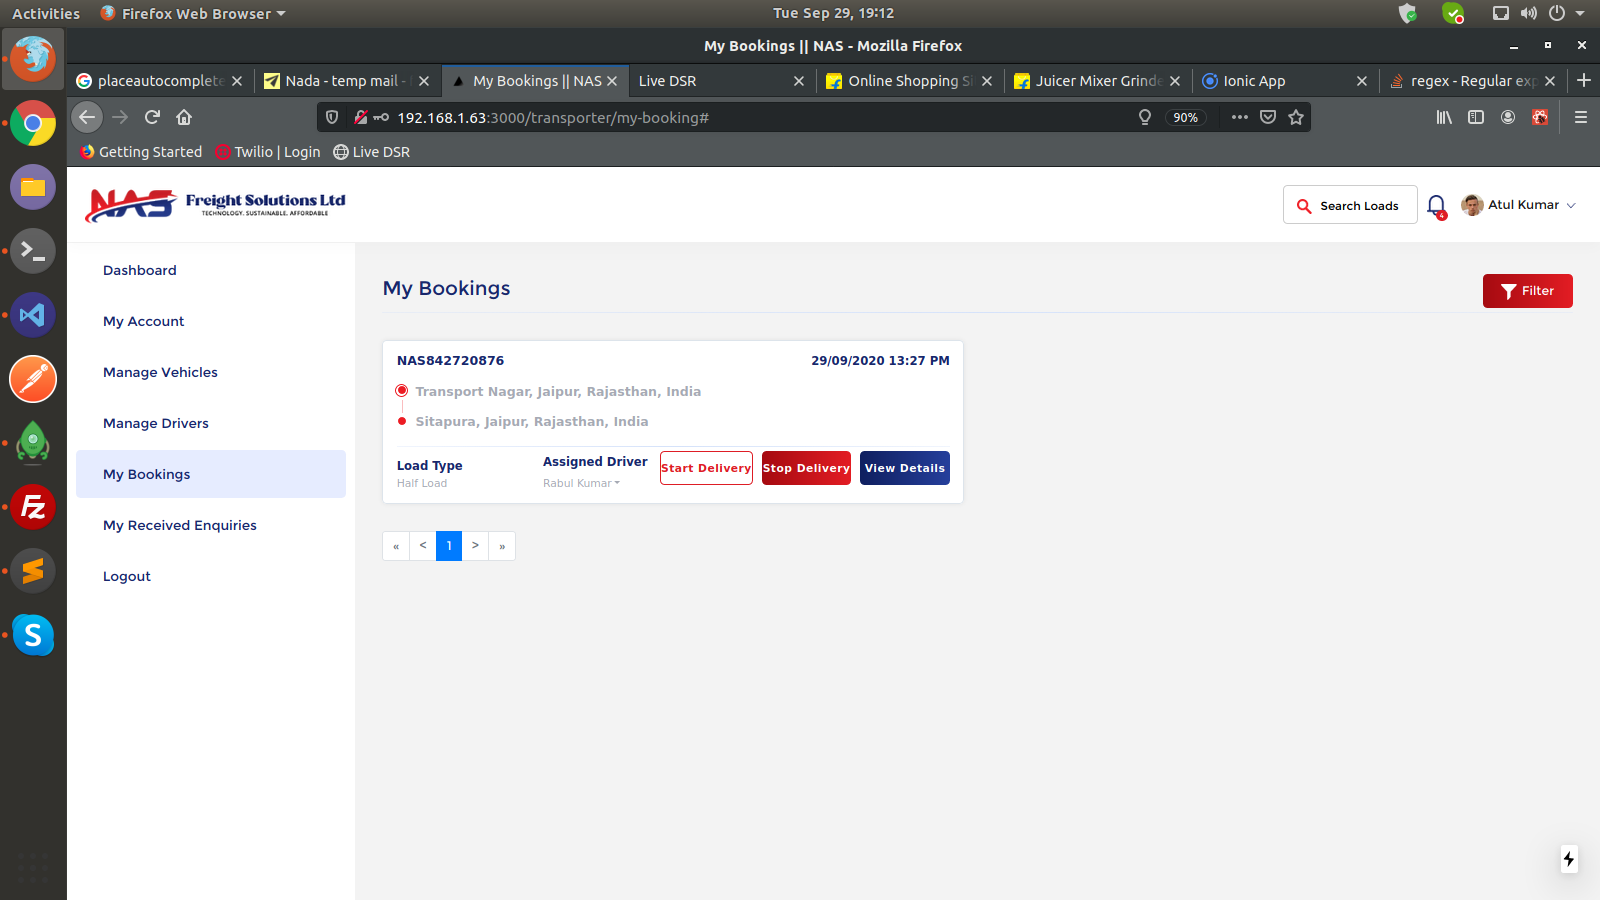 Activities Firefox Web Browser Tue Sep 29, 19:12
My Bookings || NAS - Mozilla Firefox
placeautocomplete Nada - temp mail - My Bookings || NAS Live DSR Online Shopping Si Juicer Mixer Grinde Ionic App regex - Regular exp
192.168.1.63:3000/transporter/my-booking# 90%
Getting Started Twilio | Login Live DSR
NAS Freight Solutions Ltd
TECHNOLOGY. SUSTAINABLE. AFFORDABLE
Search Loads 4 Atul Kumar
Dashboard
My Account
Manage Vehicles
Manage Drivers
My Bookings
My Received Enquiries
Logout
My Bookings Filter
NAS842720876 29/09/2020 13:27 PM
Transport Nagar, Jaipur, Rajasthan, India
Sitapura, Jaipur, Rajasthan, India
Load Type Assigned Driver Start Delivery Stop Delivery View Details
Half Load Rabul Kumar
« < 1 > »